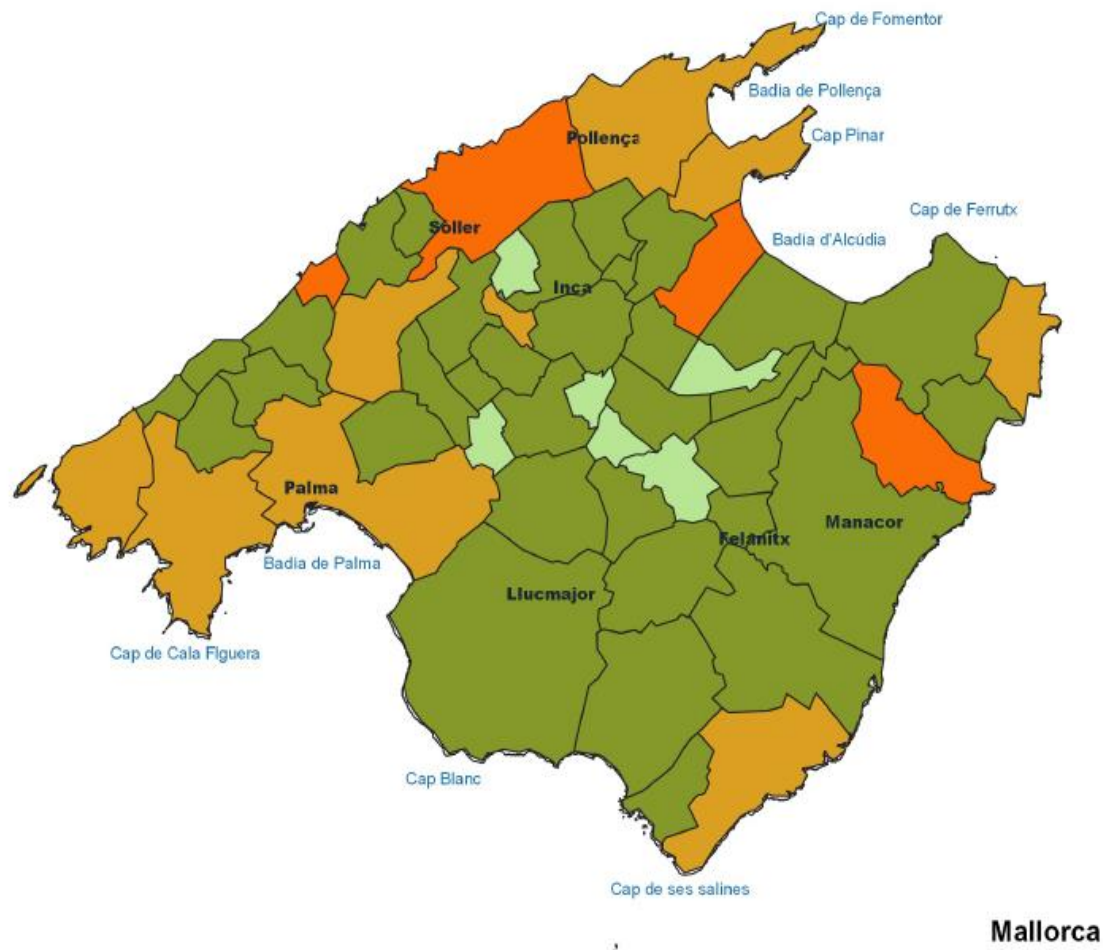 Cap de Fomentor
Badia de Pollença
Cap Pinar
Pollença
Cap de Ferrutx
Sóller
Badia d'Alcúdia
Inca
Palma
Manacor
Felanitx
Badia de Palma
Llucmajor
Cap de Cala FIguera
Cap Blanc
Cap de ses salines
Mallorca
,